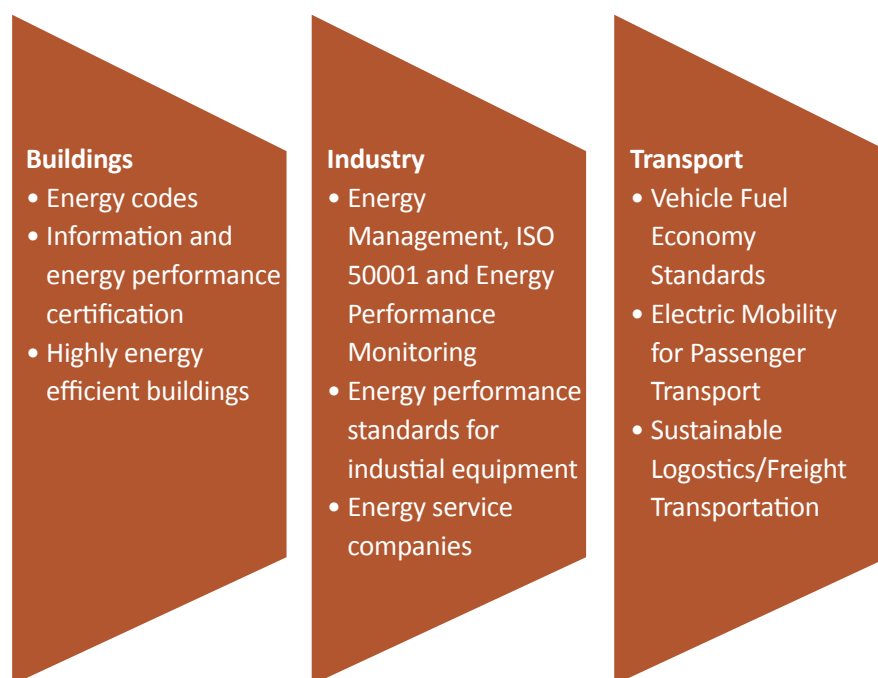 Buildings
• Energy codes
• Information and
energy performance
certification
• Highly energy
efficient buildings
Industry
• Energy
Management, ISO
50001 and Energy
Performance
Monitoring
• Energy performance
standards for
industial equipment
• Energy service
companies
Transport
• Vehicle Fuel
Economy
Standards
• Electric Mobility
for Passenger
Transport
• Sustainable
Logostics/Freight
Transportation